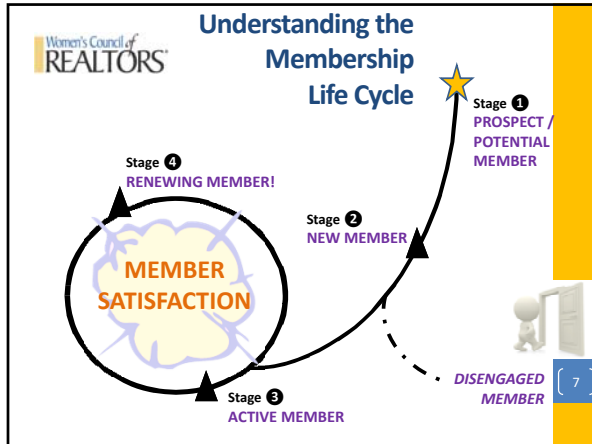 Women's Council of
REALTORS®
Understanding the
Membership
Life Cycle
Stage ❶
PROSPECT /
POTENTIAL
MEMBER
Stage ❹
RENEWING MEMBER!
Stage ❷
NEW MEMBER
MEMBER
SATISFACTION
Stage ❸
ACTIVE MEMBER
DISENGAGED
MEMBER
7